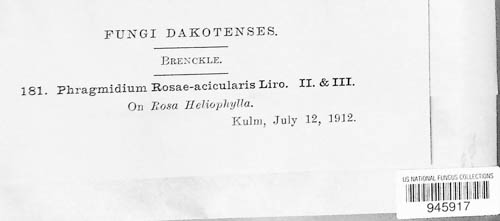 FUNGI DAKOTENSES.
BRENCKLE.
181. Phragmidium Rosae-acicularis Liro. II. & III.
On Rosa Heliophylla.
Kulm, July 12, 1912.
US NATIONAL FUNGUS COLLECTIONS
945917